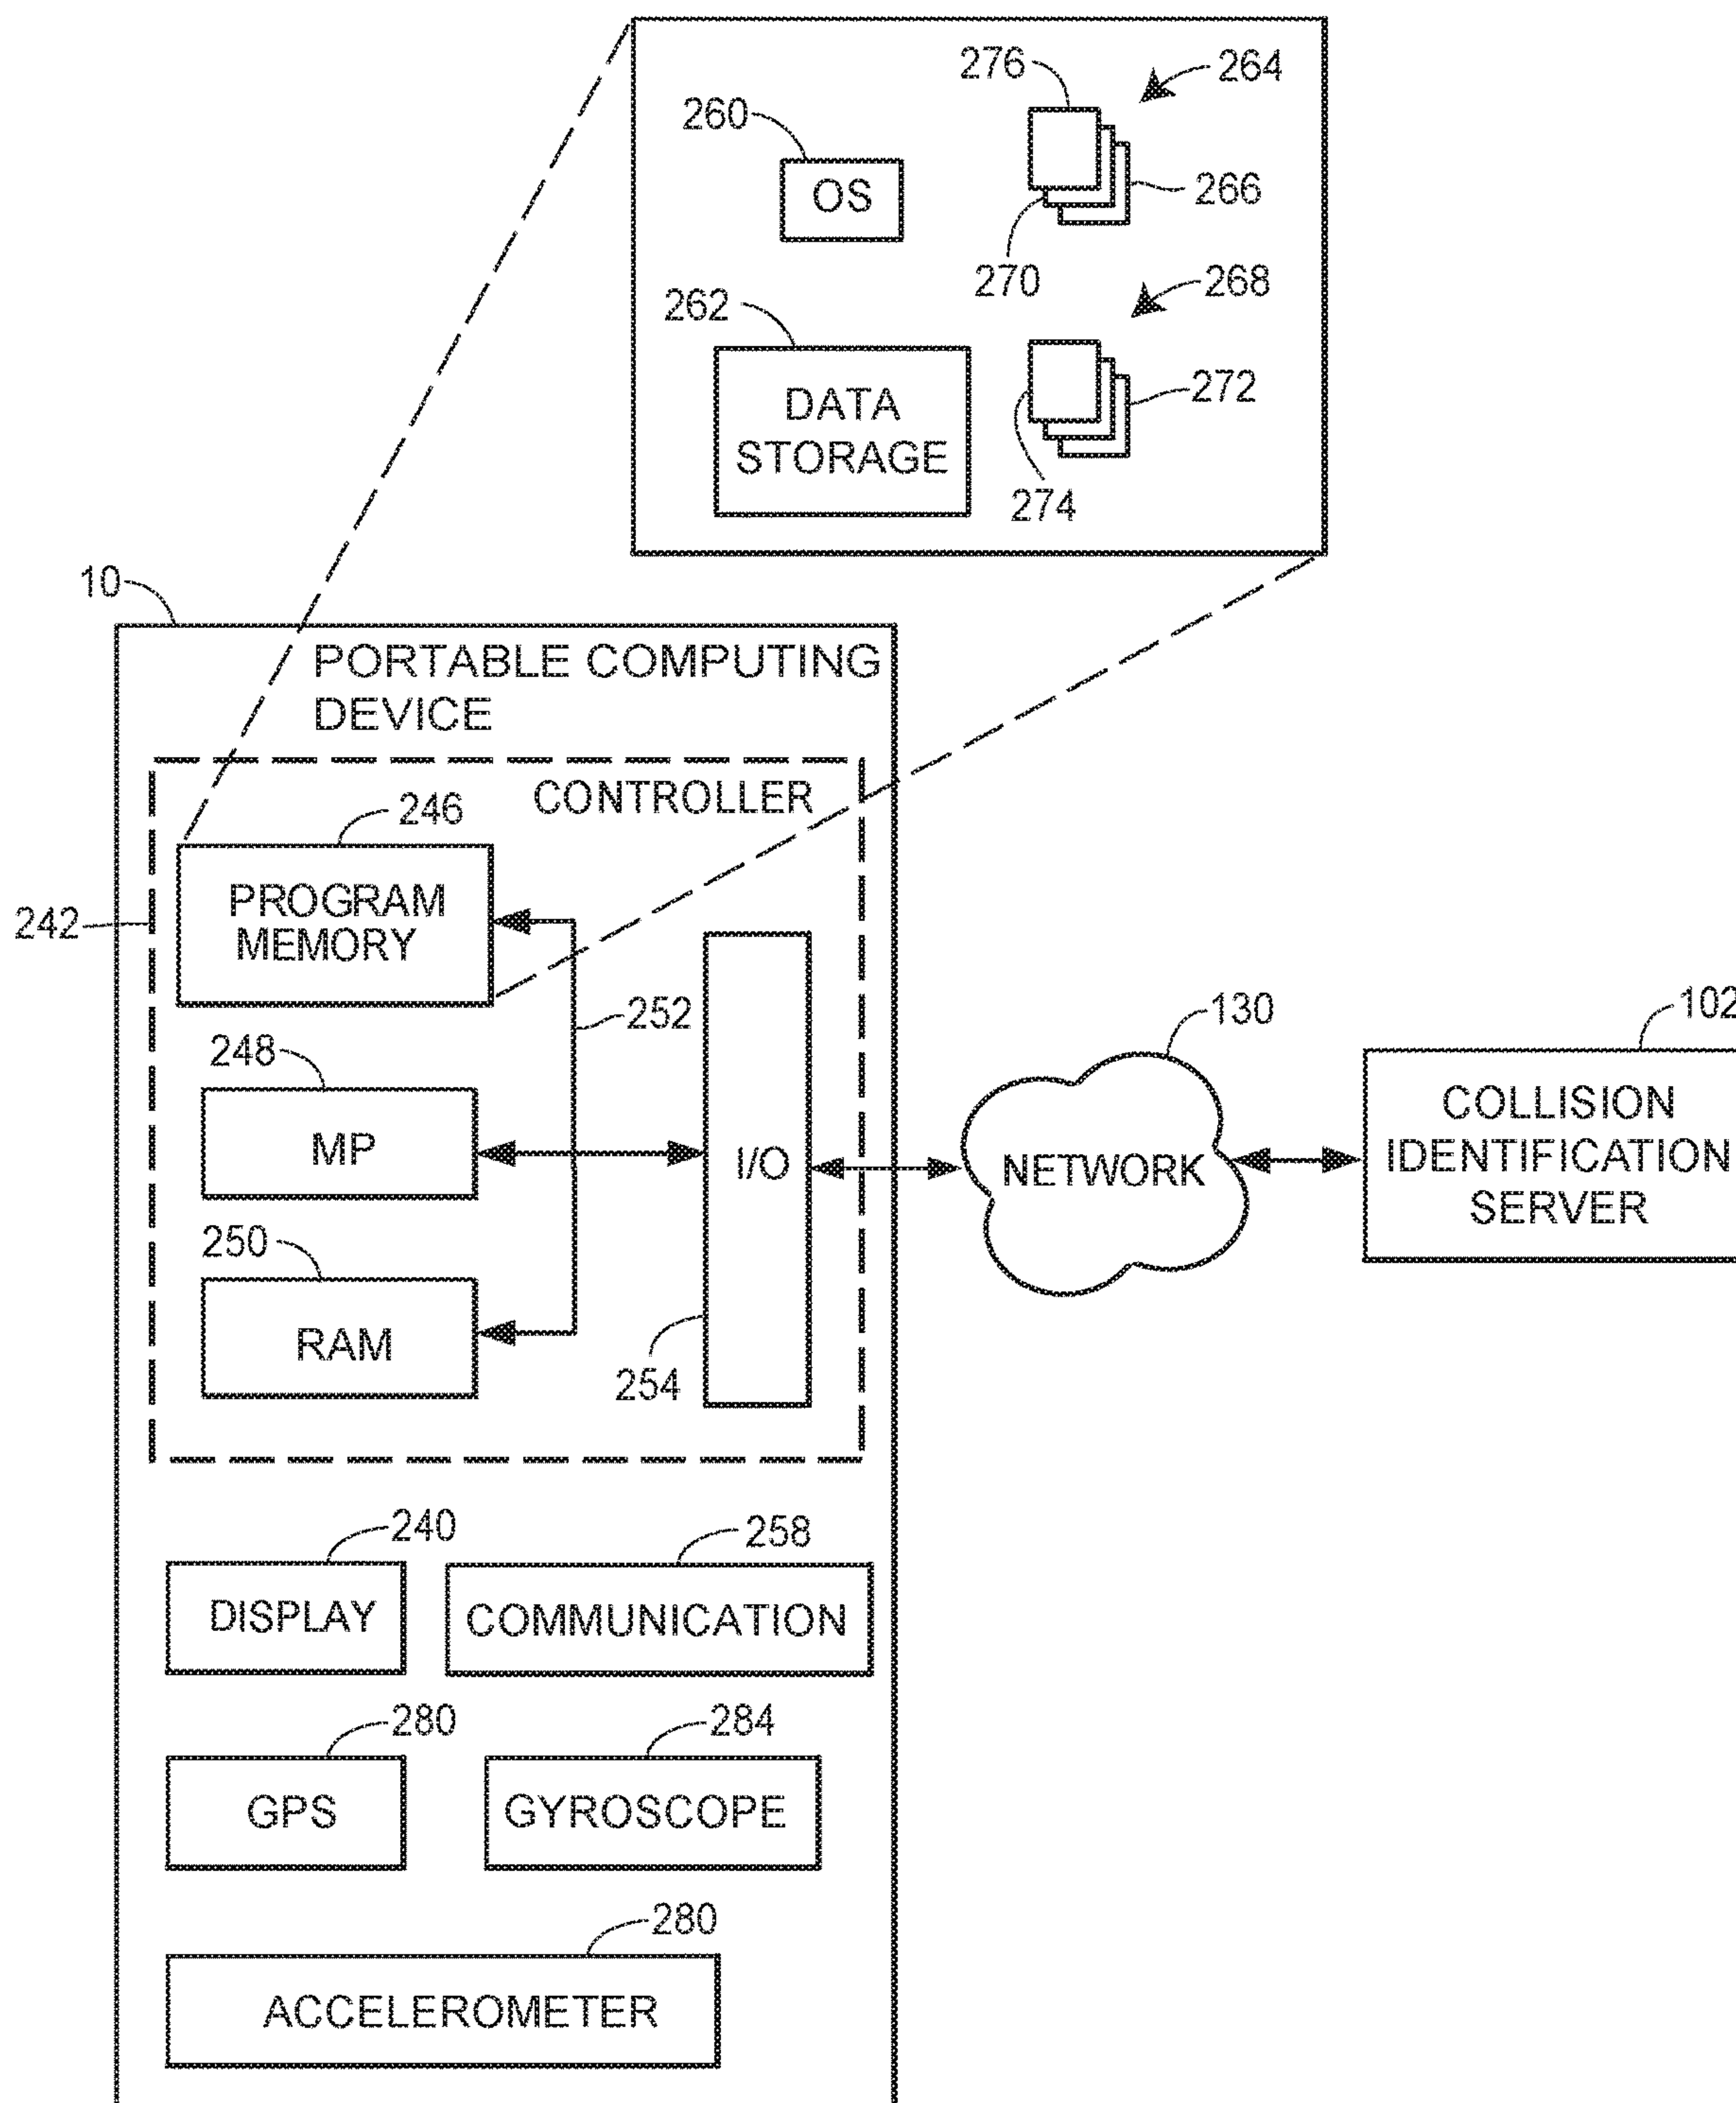 276
264
260
OS
266
270
268
262
DATA
STORAGE
272
274
10
PORTABLE COMPUTING
DEVICE
CONTROLLER
246
PROGRAM
MEMORY
242
252
248
MP
I/O
250
RAM
254
130
NETWORK
102
COLLISION
IDENTIFICATION
SERVER
240
DISPLAY
258
COMMUNICATION
280
GPS
284
GYROSCOPE
280
ACCELEROMETER